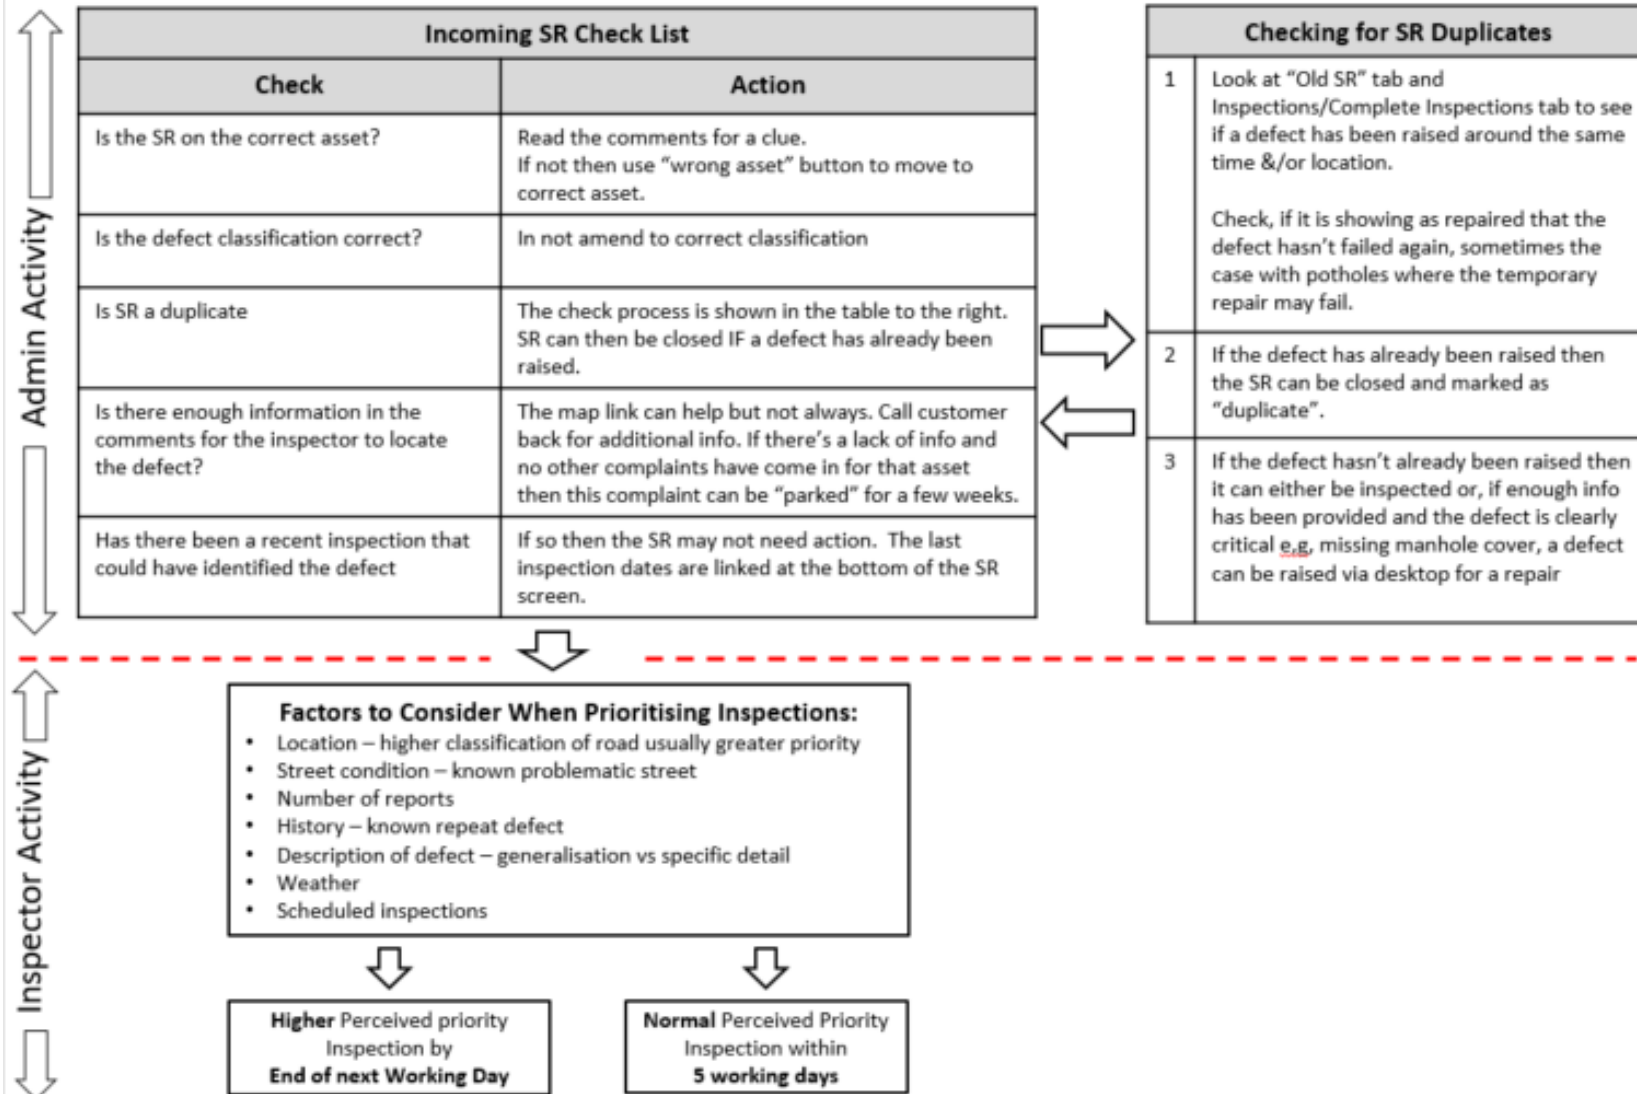 Incoming SR Check List
Check
Action
Is the SR on the correct asset?
Read the comments for a clue.
If not then use “wrong asset” button to move to
correct asset.
Is the defect classification correct?
In not amend to correct classification
Is SR a duplicate
The check process is shown in the table to the right.
SR can then be closed IF a defect has already been
raised.
Is there enough information in the
comments for the inspector to locate
the defect?
The map link can help but not always. Call customer
back for additional info. If there’s a lack of info and
no other complaints have come in for that asset
then this complaint can be “parked” for a few weeks.
Has there been a recent inspection that
could have identified the defect
If so then the SR may not need action.  The last
inspection dates are linked at the bottom of the SR
screen.
Checking for SR Duplicates
1
Look at “Old SR” tab and
Inspections/Complete Inspections tab to see
if a defect has been raised around the same
time &/or location.
Check, if it is showing as repaired that the
defect hasn’t failed again, sometimes the
case with potholes where the temporary
repair may fail.
2
If the defect has already been raised then
the SR can be closed and marked as
“duplicate”.
3
If the defect hasn’t already been raised then
it can either be inspected or, if enough info
has been provided and the defect is clearly
critical e,g, missing manhole cover, a defect
can be raised via desktop for a repair
Admin Activity
Factors to Consider When Prioritising Inspections:
• Location – higher classification of road usually greater priority
• Street condition – known problematic street
• Number of reports
• History – known repeat defect
• Description of defect – generalisation vs specific detail
• Weather
• Scheduled inspections
Inspector Activity
Higher Perceived priority
Inspection by
End of next Working Day
Normal Perceived Priority
Inspection within
5 working days